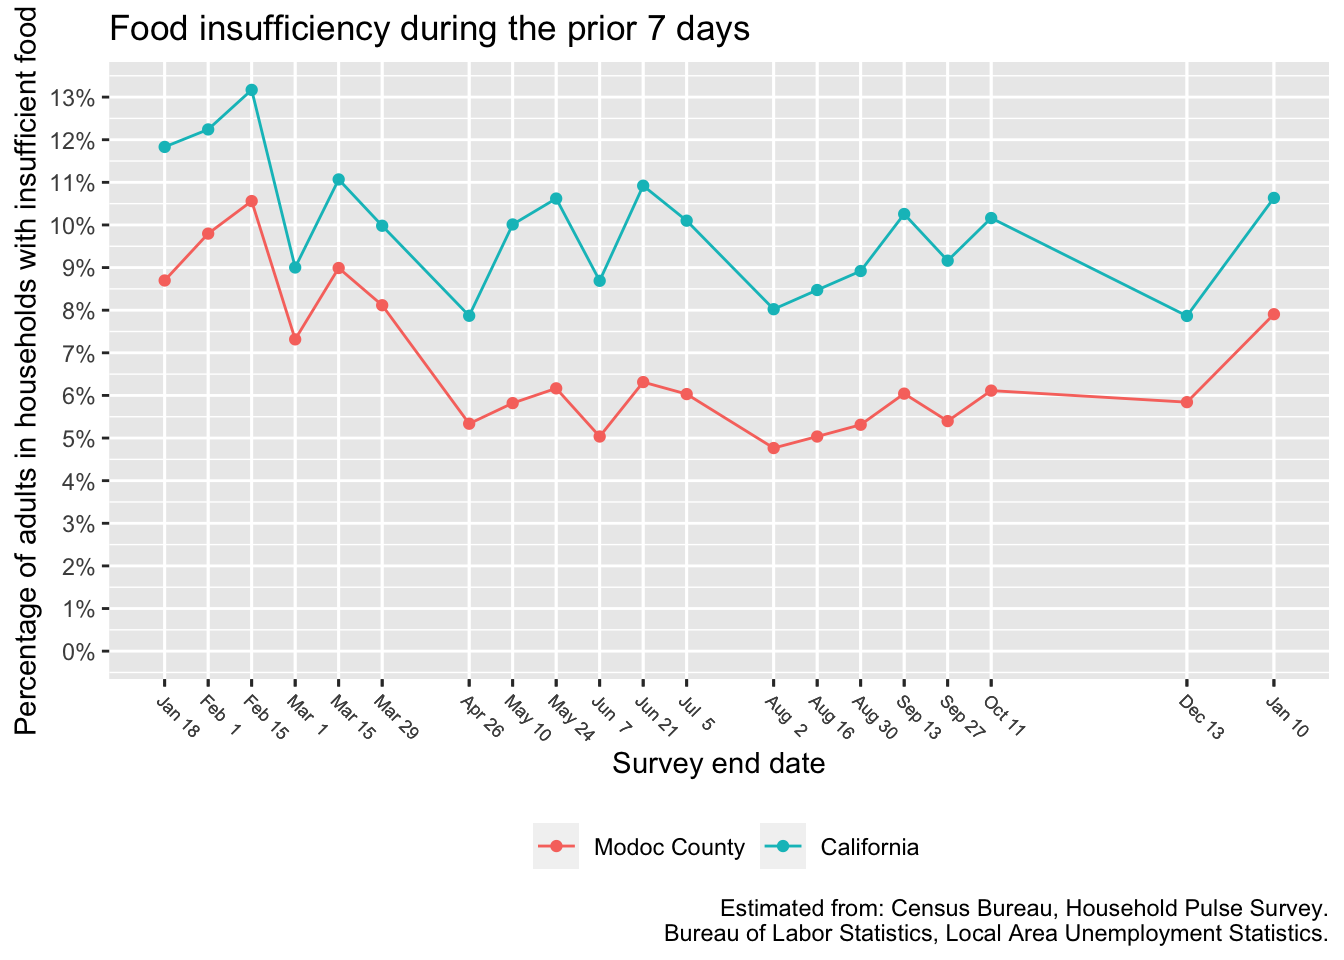 Food insufficiency during the prior 7 days
Percentage of adults in households with insufficient food
13%
12%
11%
10%
9%
8%
7%
6%
5%
4%
3%
2%
1%
0%
Jan 18
Feb 1
Feb 15
Mar 1
Mar 15
Mar 29
Apr 26
May 10
May 24
Jun 7
Jun 21
Jul 5
Aug 2
Aug 16
Aug 30
Sep 13
Sep 27
Oct 11
Dec 13
Jan 10
Survey end date
Modoc County
California
Estimated from: Census Bureau, Household Pulse Survey.
Bureau of Labor Statistics, Local Area Unemployment Statistics.